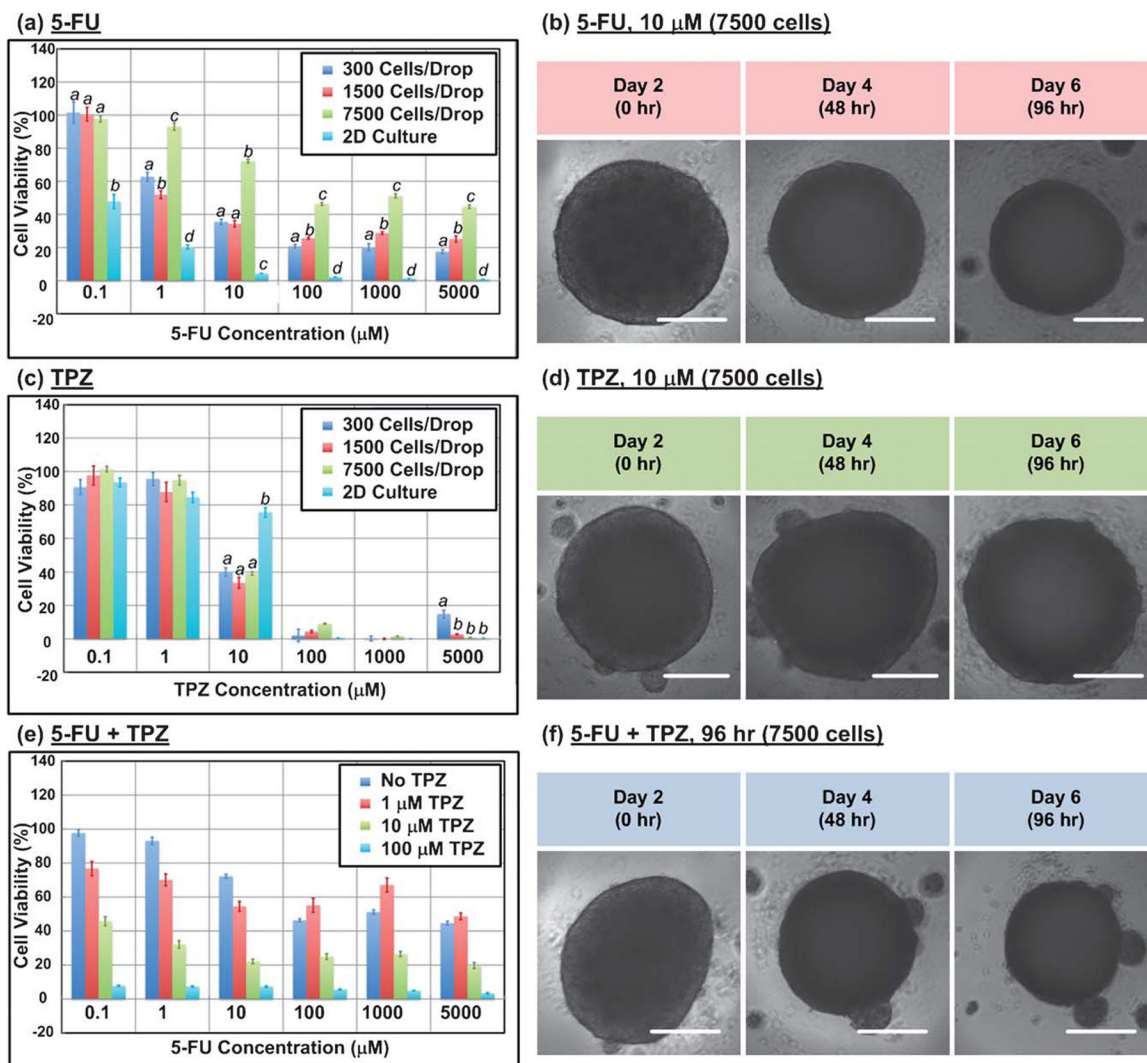 (a) 5-FU
140
120
100
80
60
40
20
0
-20
Cell Viability (%)
300 Cells/Drop
1500 Cells/Drop
7500 Cells/Drop
2D Culture
a a a b
a b c d
a a b c
a b c d
a b c d
a b c d
0.1 1 10 100 1000 5000
5-FU Concentration (μM)
(b) 5-FU, 10 μM (7500 cells)
Day 2 Day 4 Day 6
(0 hr) (48 hr) (96 hr)
(c) TPZ
140
120
100
80
60
40
20
0
-20
Cell Viability (%)
300 Cells/Drop
1500 Cells/Drop
7500 Cells/Drop
2D Culture
a a a b
a b b b
0.1 1 10 100 1000 5000
TPZ Concentration (μM)
(d) TPZ, 10 μM (7500 cells)
Day 2 Day 4 Day 6
(0 hr) (48 hr) (96 hr)
(e) 5-FU + TPZ
140
120
100
80
60
40
20
0
-20
Cell Viability (%)
No TPZ
1 μM TPZ
10 μM TPZ
100 μM TPZ
0.1 1 10 100 1000 5000
5-FU Concentration (μM)
(f) 5-FU + TPZ, 96 hr (7500 cells)
Day 2 Day 4 Day 6
(0 hr) (48 hr) (96 hr)